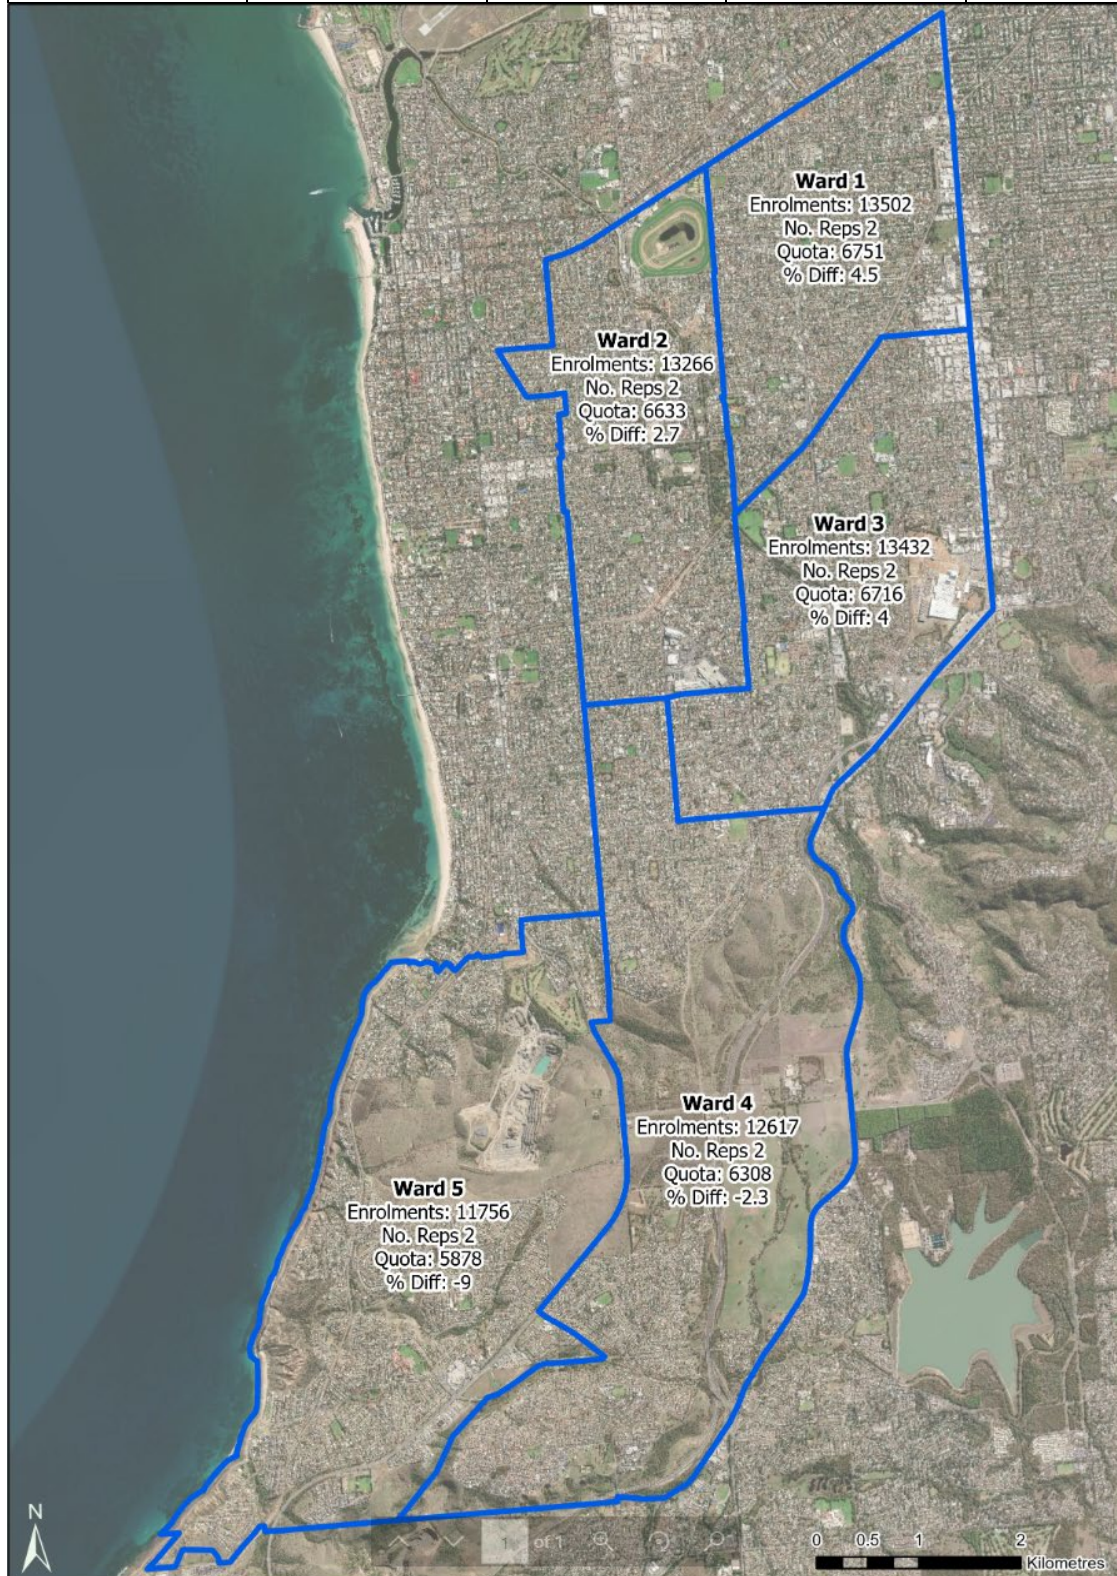 Ward 1
Enrolments: 13502
No. Reps 2
Quota: 6751
% Diff: 4.5
Ward 2
Enrolments: 13266
No. Reps 2
Quota: 6633
% Diff: 2.7
Ward 3
Enrolments: 13432
No. Reps 2
Quota: 6716
% Diff: 4
Ward 4
Enrolments: 12617
No. Reps 2
Quota: 6308
% Diff: -2.3
Ward 5
Enrolments: 11756
No. Reps 2
Quota: 5878
% Diff: -9
N
1 of 1
0 0.5 1 2
Kilometres